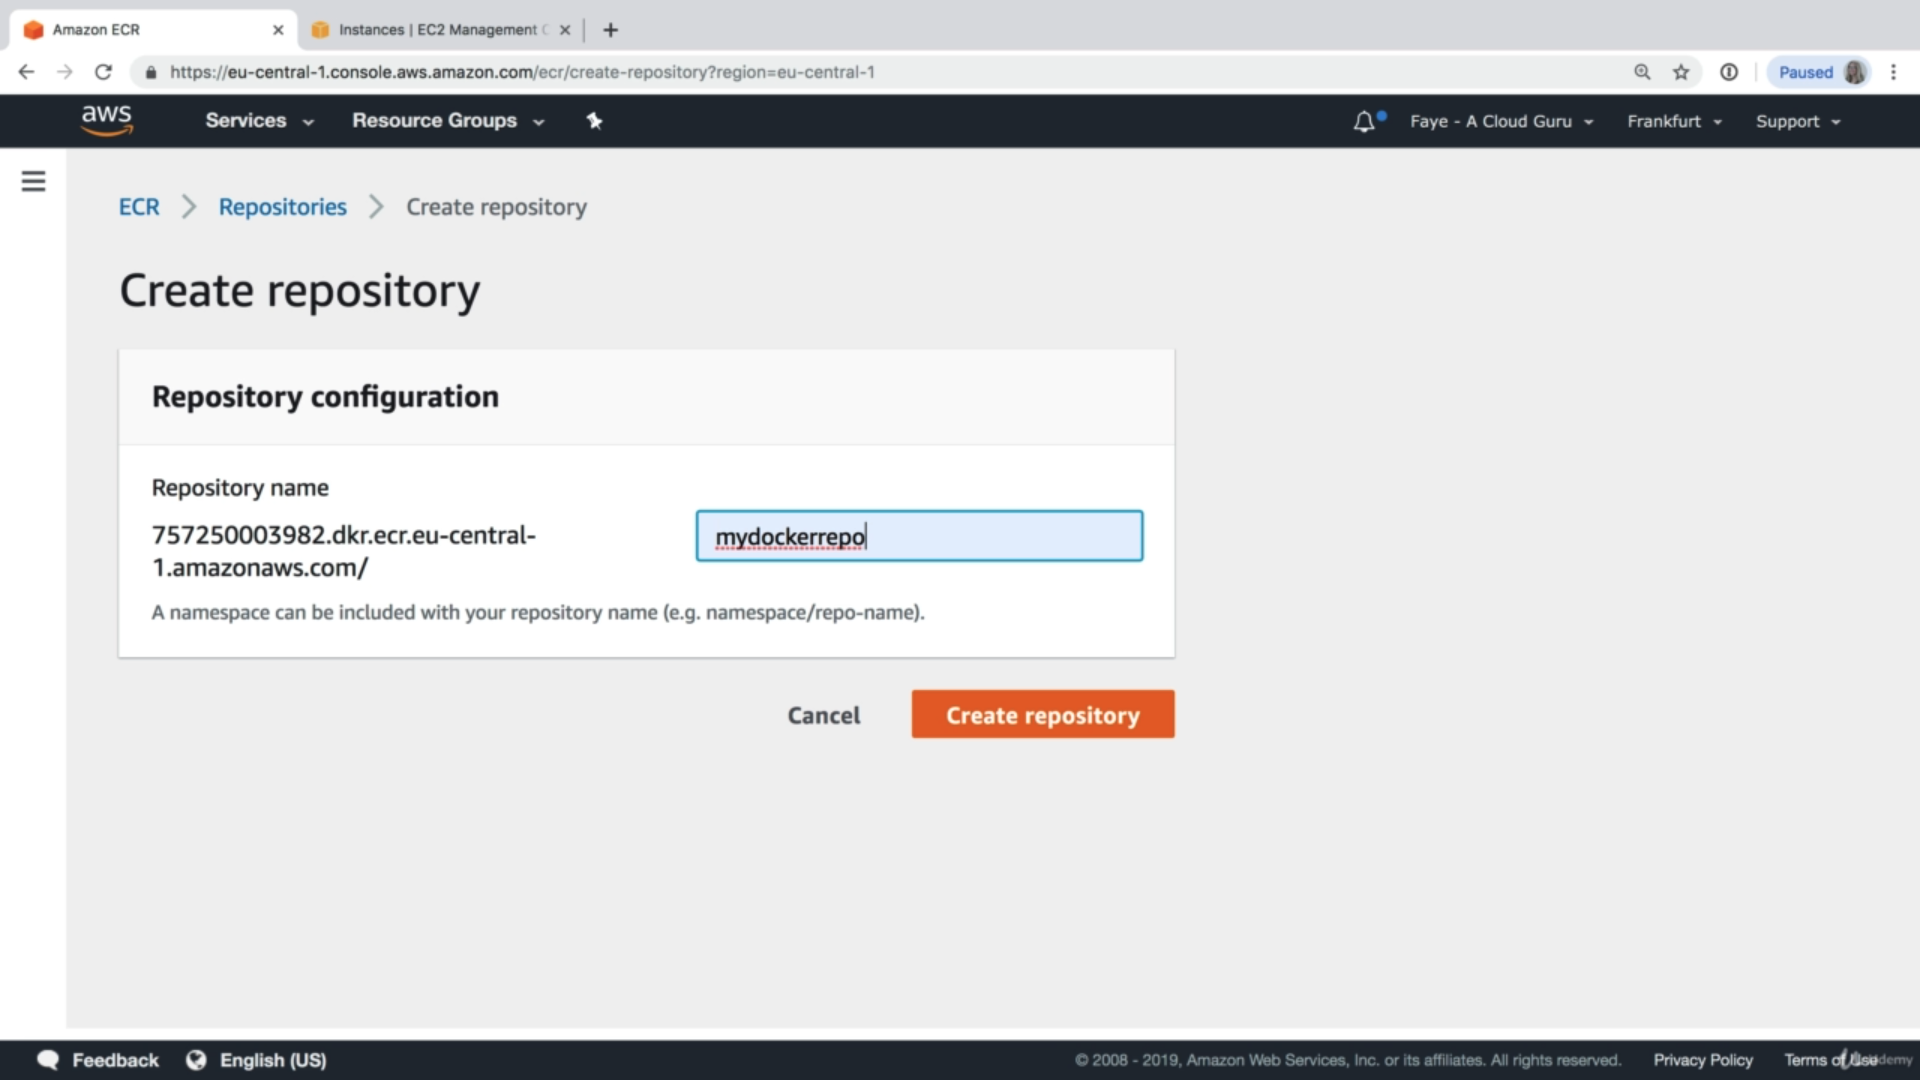 Amazon ECR
Instances | EC2 Management C
https://eu-central-1.console.aws.amazon.com/ecr/create-repository?region=eu-central-1
Paused
aws
Services
Resource Groups
Faye - A Cloud Guru
Frankfurt
Support
ECR
Repositories
Create repository
Create repository
Repository configuration
Repository name
757250003982.dkr.ecr.eu-central-
1.amazonaws.com/
mydockerrepo
A namespace can be included with your repository name (e.g. namespace/repo-name).
Cancel
Create repository
Feedback
English (US)
© 2008 - 2019, Amazon Web Services, Inc. or its affiliates. All rights reserved.
Privacy Policy
Terms of Use